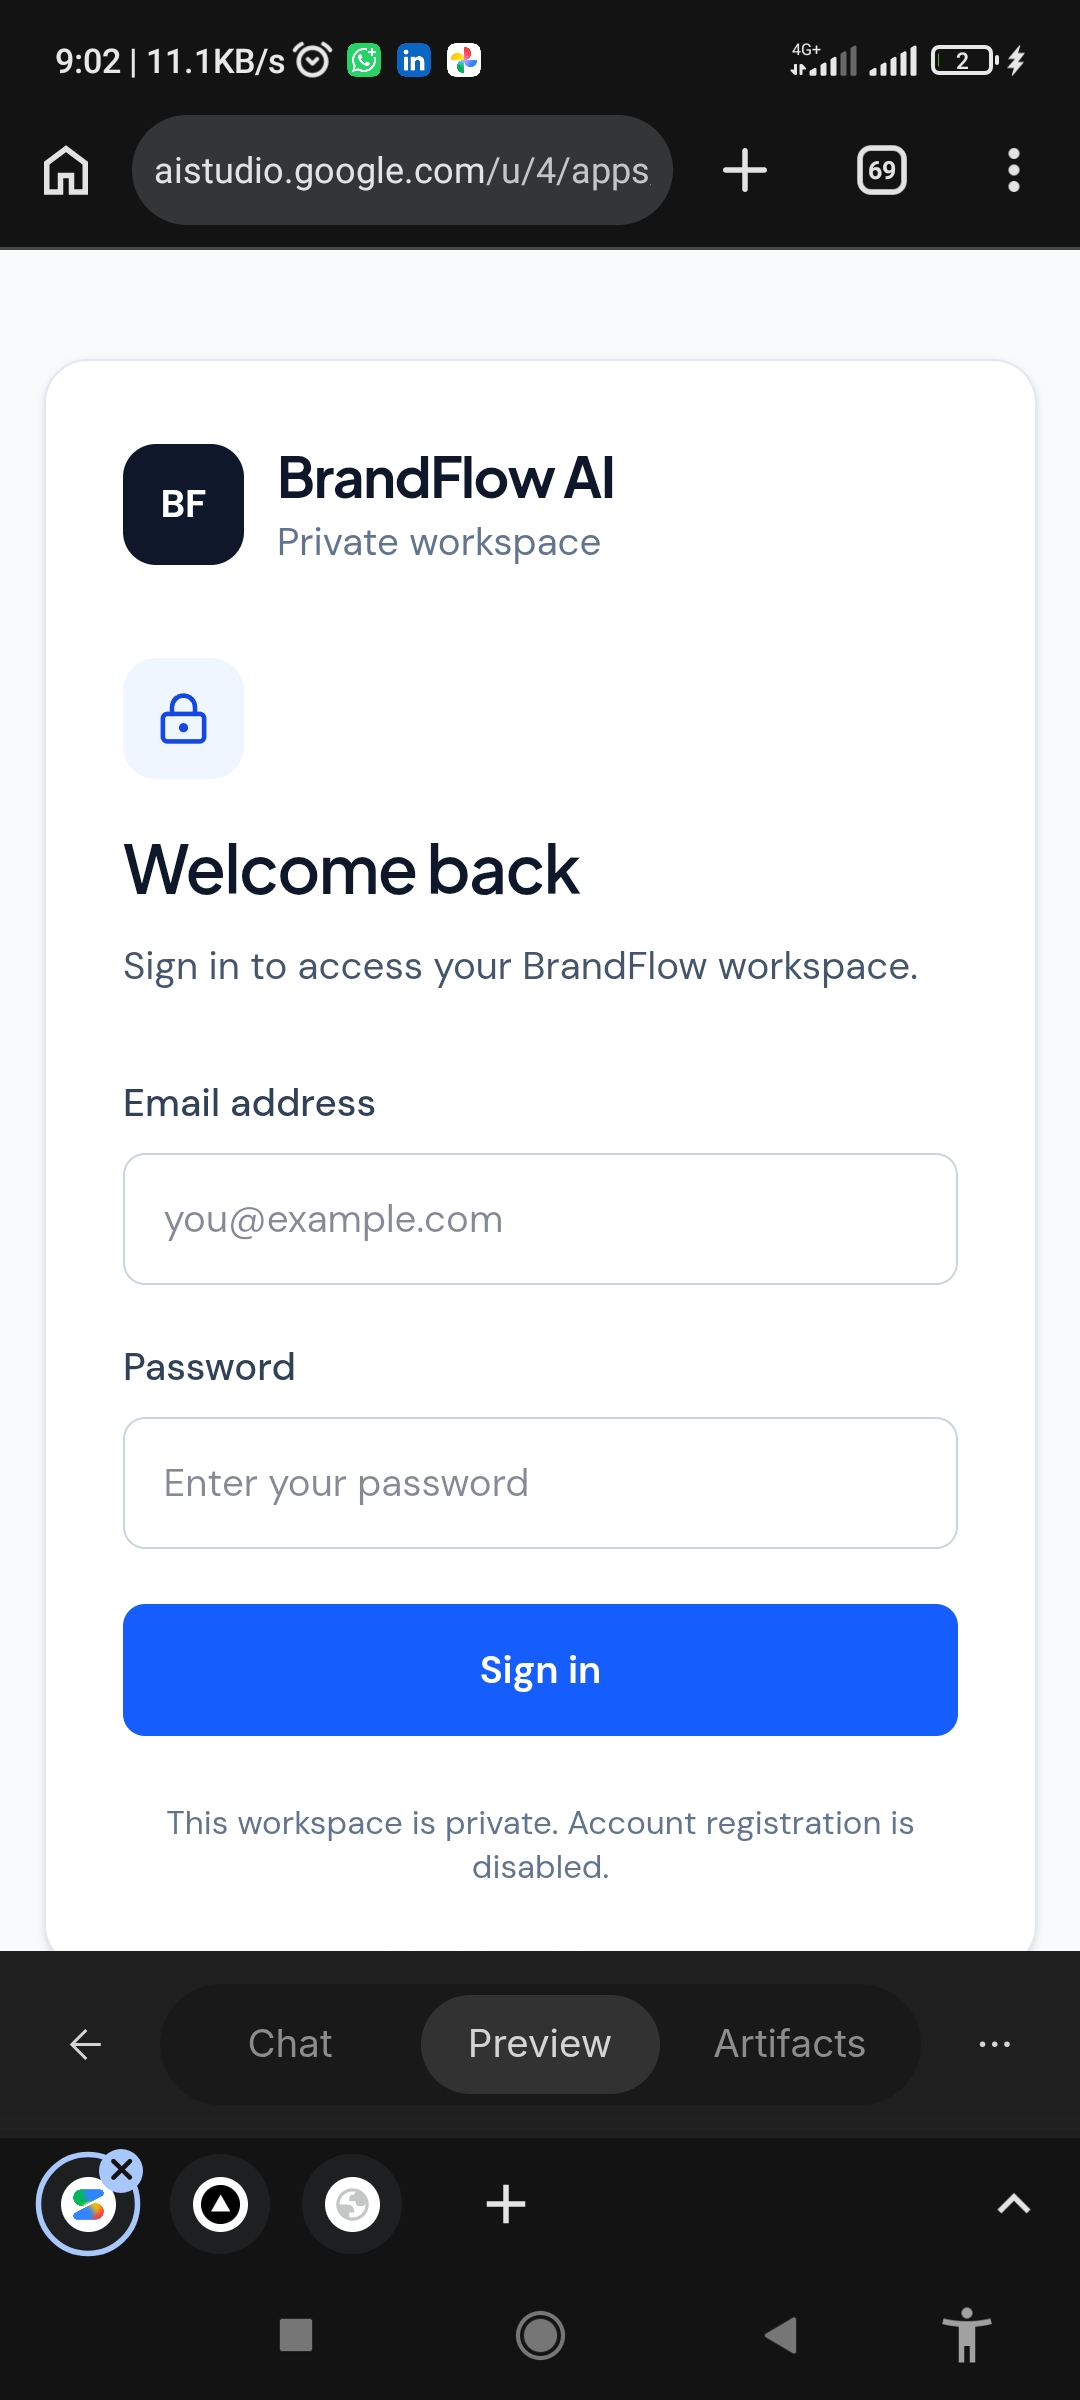 9:02 | 11.1KB/s
4G+
2
aistudio.google.com/u/4/apps
69
BF
BrandFlow AI
Private workspace
Welcome back
Sign in to access your BrandFlow workspace.
Email address
you@example.com
Password
Enter your password
Sign in
This workspace is private. Account registration is
disabled.
Chat
Preview
Artifacts